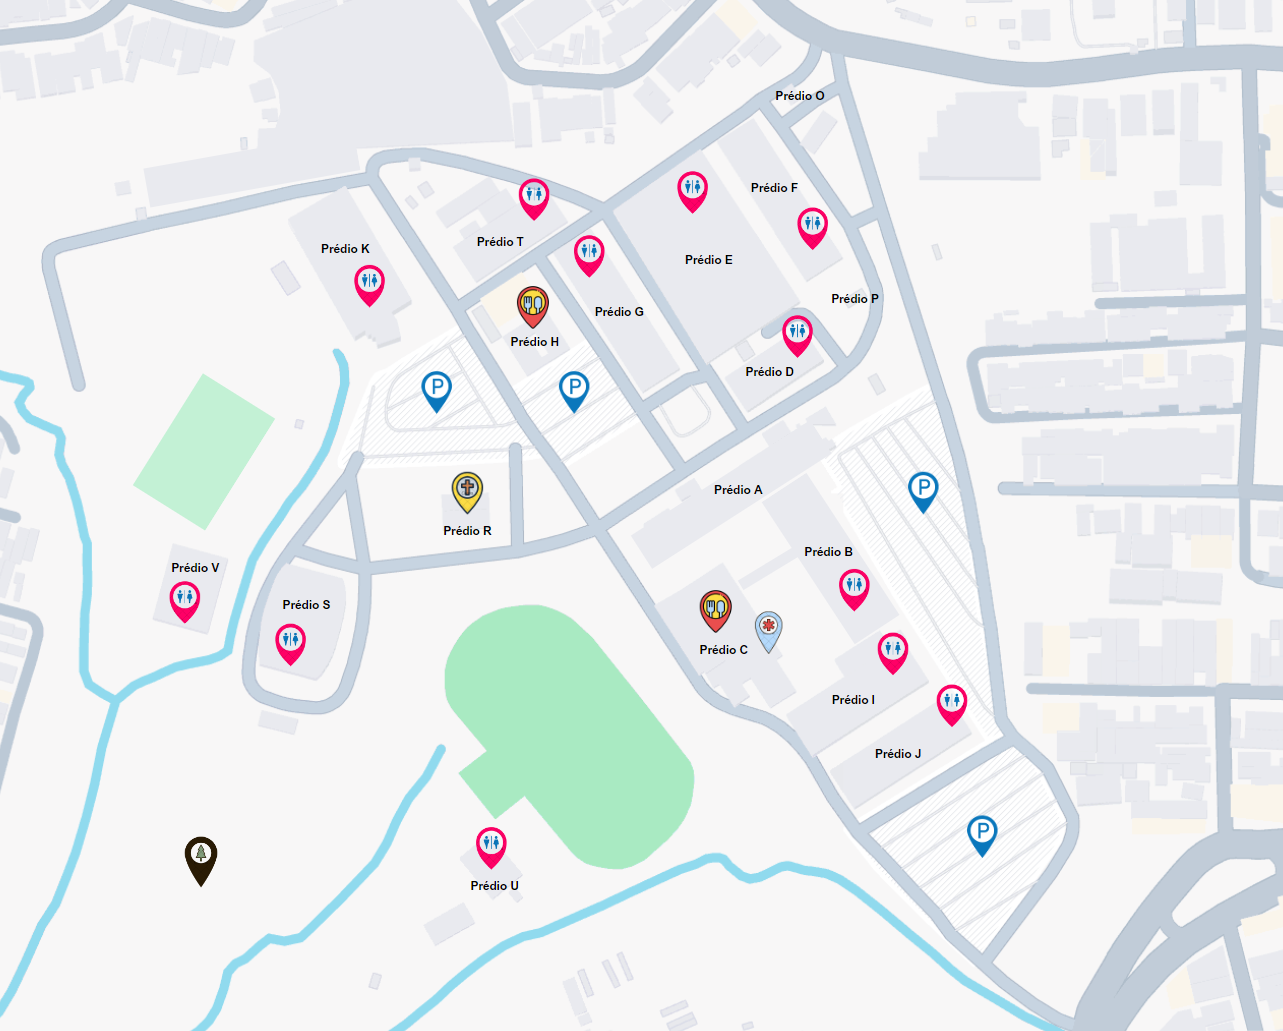 Prédio O
Prédio F
Prédio T
Prédio K
Prédio E
Prédio P
Prédio G
Prédio H
Prédio D
P
P
Prédio A
P
Prédio R
Prédio B
Prédio V
Prédio S
Prédio C
Prédio I
Prédio J
P
Prédio U